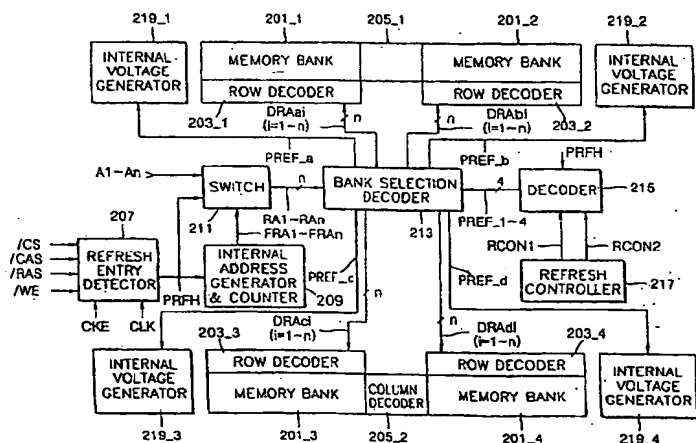 219_1
201_1
205_1
201_2
219_2
INTERNAL
VOLTAGE
GENERATOR
MEMORY BANK
ROW DECODER
MEMORY BANK
ROW DECODER
INTERNAL
VOLTAGE
GENERATOR
203_1
DRAai
(i=1~n)
n
n
DRAbi
(i=1~n)
203_2
PREF_a
PREF_b
PRFH
A1-An
SWITCH
n
BANK SELECTION
DECODER
4
DECODER
215
207
211
RA1~RAn
FRA1~FRAn
213
PREF_1~4
RCON1
RCON2
/CS
/CAS
/RAS
/WE
REFRESH
ENTRY
DETECTOR
INTERNAL
ADDRESS
GENERATOR
& COUNTER
209
PRFH
PREF_c
PREF_d
REFRESH
CONTROLLER
217
CKE
CLK
n
n
203_3
DRAci
(i=1~n)
DRAdi
(i=1~n)
203_4
INTERNAL
VOLTAGE
GENERATOR
ROW DECODER
MEMORY BANK
COLUMN
DECODER
ROW DECODER
MEMORY BANK
INTERNAL
VOLTAGE
GENERATOR
219_3
201_3
205_2
201_4
219_4